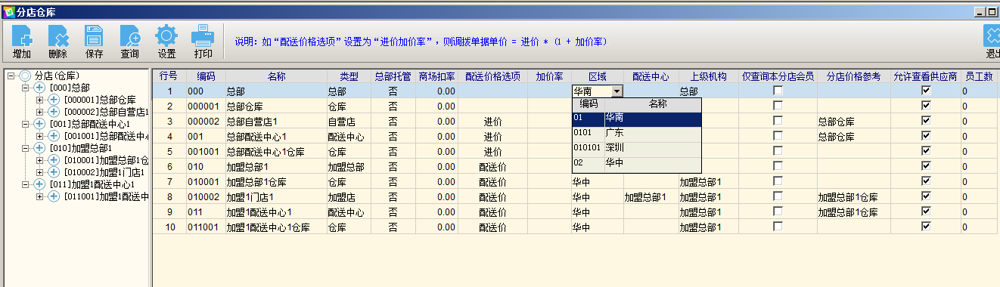 分店仓库
增加 删除 保存 查询 设置 打印 说明: 如“配送价格选项”设置为“进价加价率”, 则调拨单据单价 = 进价 * (1 + 加价率) 退出
分店(仓库)
[000]总部
[000001]总部仓库
[000002]总部自营店1
[001]总部配送中心1
[001001]总部配送中心
[010]加盟总部1
[010001]加盟总部1仓
[010002]加盟1门店1
[011]加盟1配送中心1
[011001]加盟1配送中
行号 编码 名称 类型 总部托管 商场扣率 配送价格选项 加价率 区域 配送中心 上级机构 仅查询本分店会员 分店价格参考 允许查看供应商 员工数
1 000 总部 总部 否 0.00 华南 总部 0
2 000001 总部仓库 仓库 否 0.00 0
3 000002 总部自营店1 自营店 否 0.00 进价 总部仓库 0
4 001 总部配送中心1 配送中心 否 0.00 进价 总部仓库 0
5 001001 总部配送中心1仓库 仓库 否 0.00 进价 0
6 010 加盟总部1 加盟总部 否 0.00 配送价 0
7 010001 加盟总部1仓库 仓库 否 0.00 配送价 华中 加盟总部1 0
8 010002 加盟1门店1 加盟店 否 0.00 配送价 华中 加盟总部1 加盟总部1 加盟总部1仓库 0
9 011 加盟1配送中心1 配送中心 否 0.00 配送价 华中 加盟总部1 加盟总部1仓库 0
10 011001 加盟1配送中心1仓库 仓库 否 0.00 配送价 华中 加盟总部1 0
编码 名称
01 华南
0101 广东
010101 深圳
02 华中